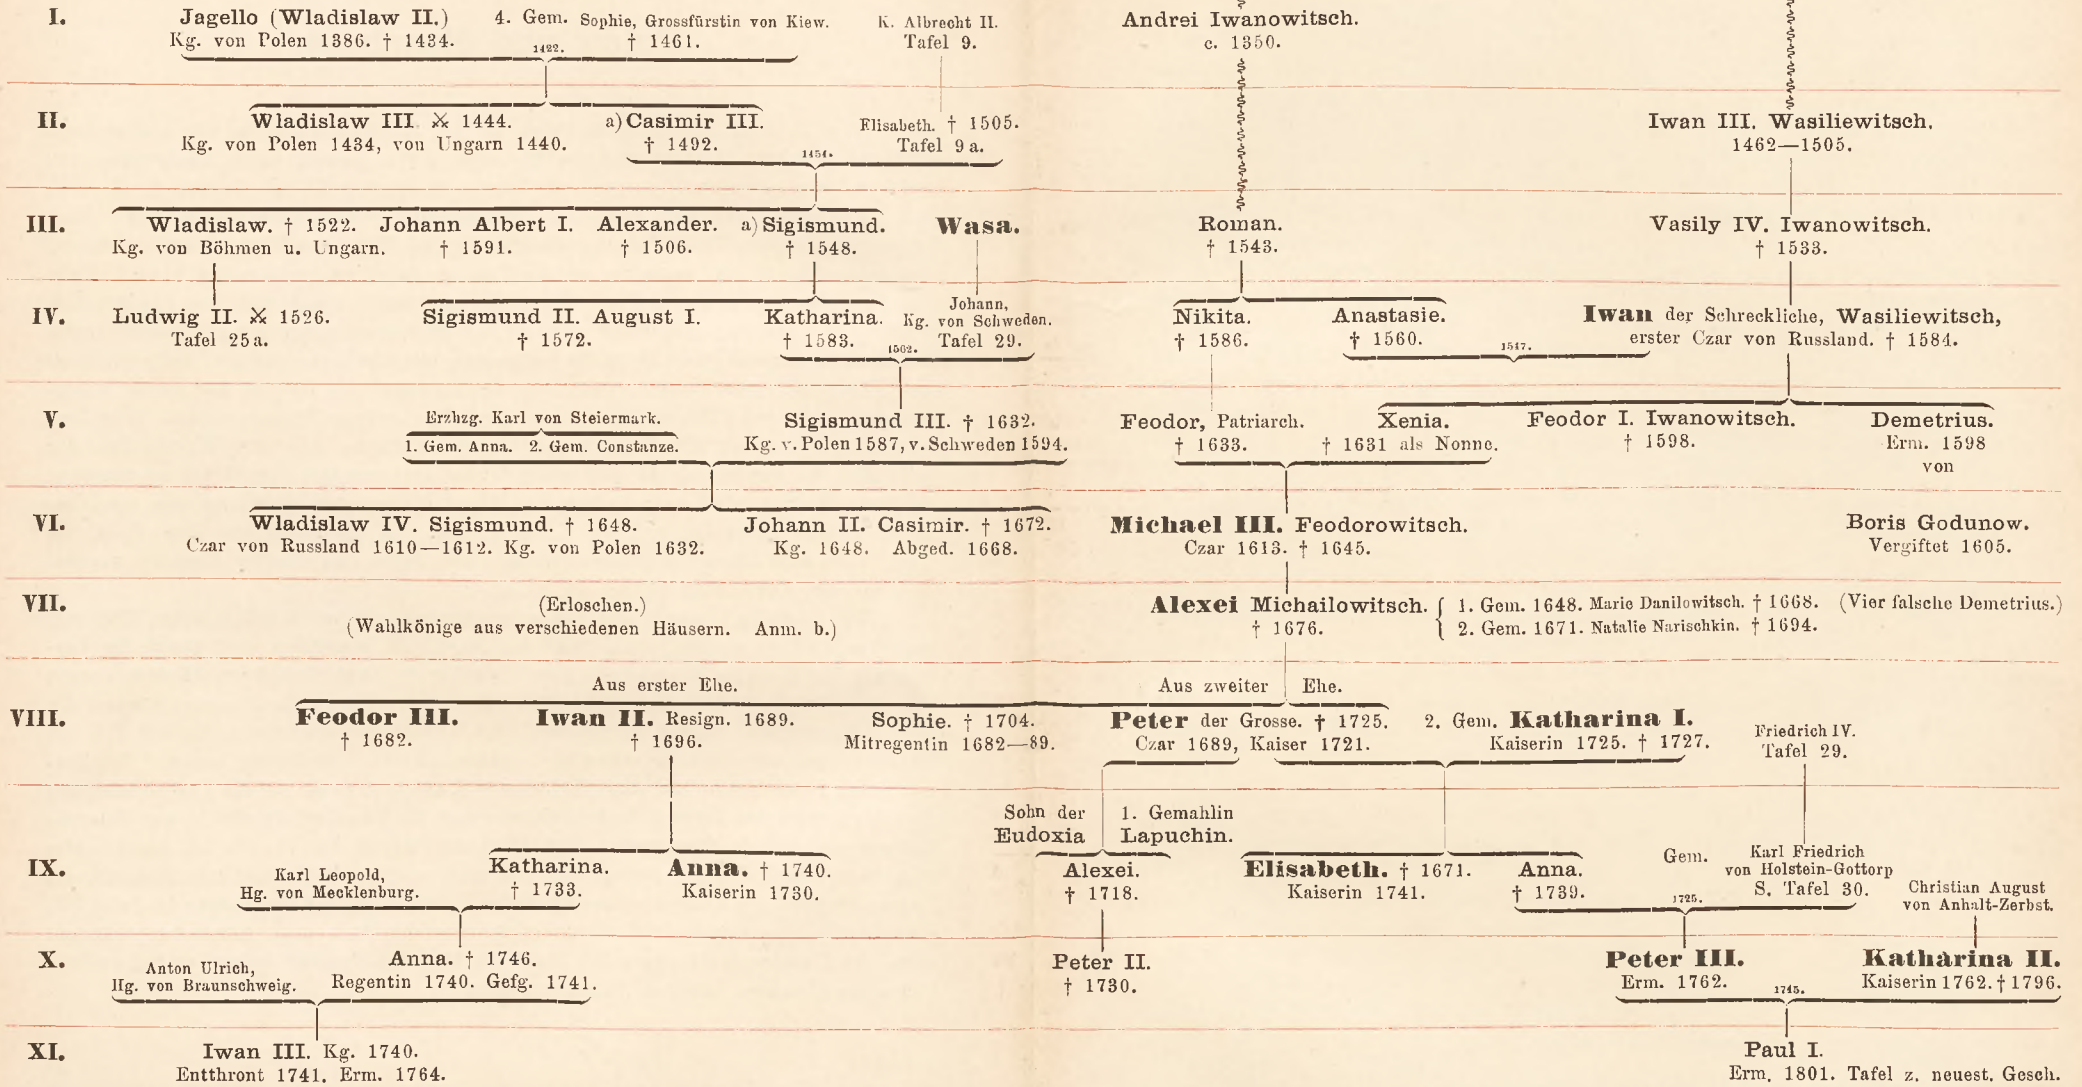 I.
Jagello (Wladislaw II.) 4. Gem. Sophie, Grossfürstin von Kiew. K. Albrecht II. Andrei Iwanowitsch.
Kg. von Polen 1386. † 1434. 1422. † 1461. Tafel 9. c. 1350.
II.
Wladislaw III. ⚔ 1444. a) Casimir III. Elisabeth. † 1505. Iwan III. Wasiliewitsch.
Kg. von Polen 1434, von Ungarn 1440. † 1492. 1454. Tafel 9 a. 1462—1505.
III.
Wladislaw. † 1522. Johann Albert I. Alexander. a) Sigismund. Wasa. Roman. Vasily IV. Iwanowitsch.
Kg. von Böhmen u. Ungarn. † 1591. † 1506. † 1548. † 1543. † 1533.
IV.
Ludwig II. ⚔ 1526. Sigismund II. August I. Katharina. Johann, Kg. von Schweden. Nikita. Anastasie. Iwan der Schreckliche, Wasiliewitsch,
Tafel 25 a. † 1572. † 1583. 1562. Tafel 29. † 1586. † 1560. 1547. erster Czar von Russland. † 1584.
V.
Erzhzg. Karl von Steiermark. Sigismund III. † 1632. Feodor, Patriarch. Xenia. Feodor I. Iwanowitsch. Demetrius.
1. Gem. Anna. 2. Gem. Constanze. Kg. v. Polen 1587, v. Schweden 1594. † 1633. † 1631 als Nonne. † 1598. Erm. 1598
von
VI.
Wladislaw IV. Sigismund. † 1648. Johann II. Casimir. † 1672. Michael III. Feodorowitsch. Boris Godunow.
Czar von Russland 1610—1612. Kg. von Polen 1632. Kg. 1648. Abged. 1668. Czar 1613. † 1645. Vergiftet 1605.
VII.
(Erloschen.) Alexei Michailowitsch. { 1. Gem. 1648. Marie Danilowitsch. † 1668. (Vier falsche Demetrius.)
(Wahlkönige aus verschiedenen Häusern. Anm. b.) † 1676. 2. Gem. 1671. Natalie Narischkin. † 1694.
Aus erster Ehe. Aus zweiter Ehe.
VIII.
Feodor III. Iwan II. Resign. 1689. Sophie. † 1704. Peter der Grosse. † 1725. 2. Gem. Katharina I. Friedrich IV.
† 1682. † 1696. Mitregentin 1682—89. Czar 1689, Kaiser 1721. Kaiserin 1725. † 1727. Tafel 29.
Sohn der 1. Gemahlin
Eudoxia Lapuchin.
IX.
Karl Leopold, Katharina. Anna. † 1740. Alexei. Elisabeth. † 1671. Anna. Gem. Karl Friedrich
Hg. von Mecklenburg. † 1733. Kaiserin 1730. † 1718. Kaiserin 1741. † 1739. 1725. von Holstein-Gottorp
S. Tafel 30. Christian August
von Anhalt-Zerbst.
X.
Anton Ulrich, Anna. † 1746. Peter II. Peter III. Katharina II.
Hg. von Braunschweig. Regentin 1740. Gefg. 1741. † 1730. Erm. 1762. 1745. Kaiserin 1762. † 1796.
XI.
Iwan III. Kg. 1740. Paul I.
Entthront 1741. Erm. 1764. Erm. 1801. Tafel z. neuest. Gesch.